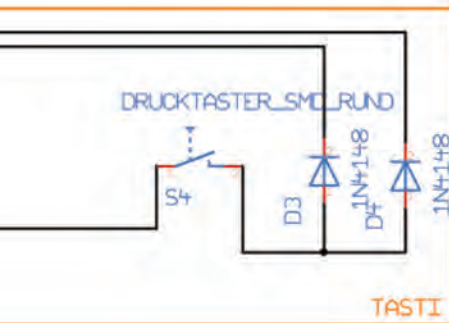 DRUCKTASTER_SMD_RUND
S4
D3
1N4148
D4
1N4148
TASTI